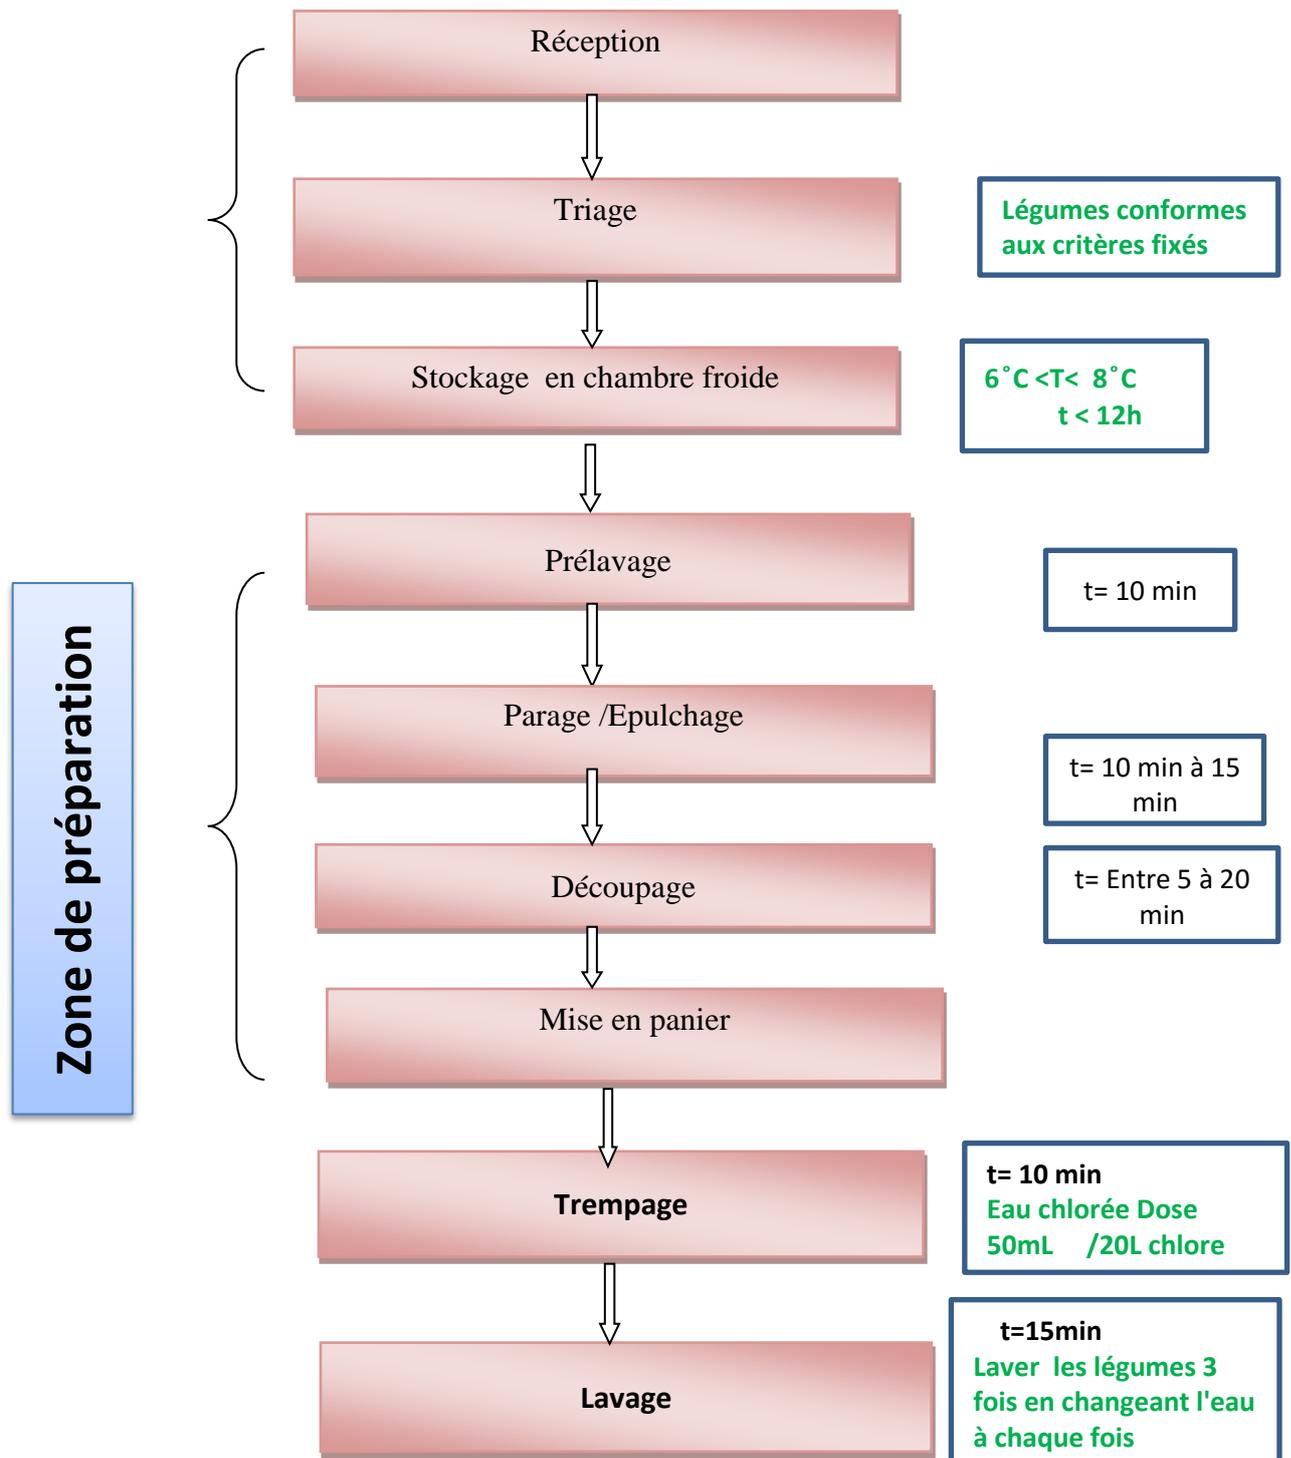 Réception
Triage
Légumes conformes
aux critères fixés
Stockage en chambre froide
6˚C <T< 8˚C
t < 12h
Zone de préparation
Prélavage
t= 10 min
Parage /Epulchage
t= 10 min à 15
min
Découpage
t= Entre 5 à 20
min
Mise en panier
Trempage
t= 10 min
Eau chlorée Dose
50mL /20L chlore
Lavage
t=15min
Laver les légumes 3
fois en changeant l'eau
à chaque fois